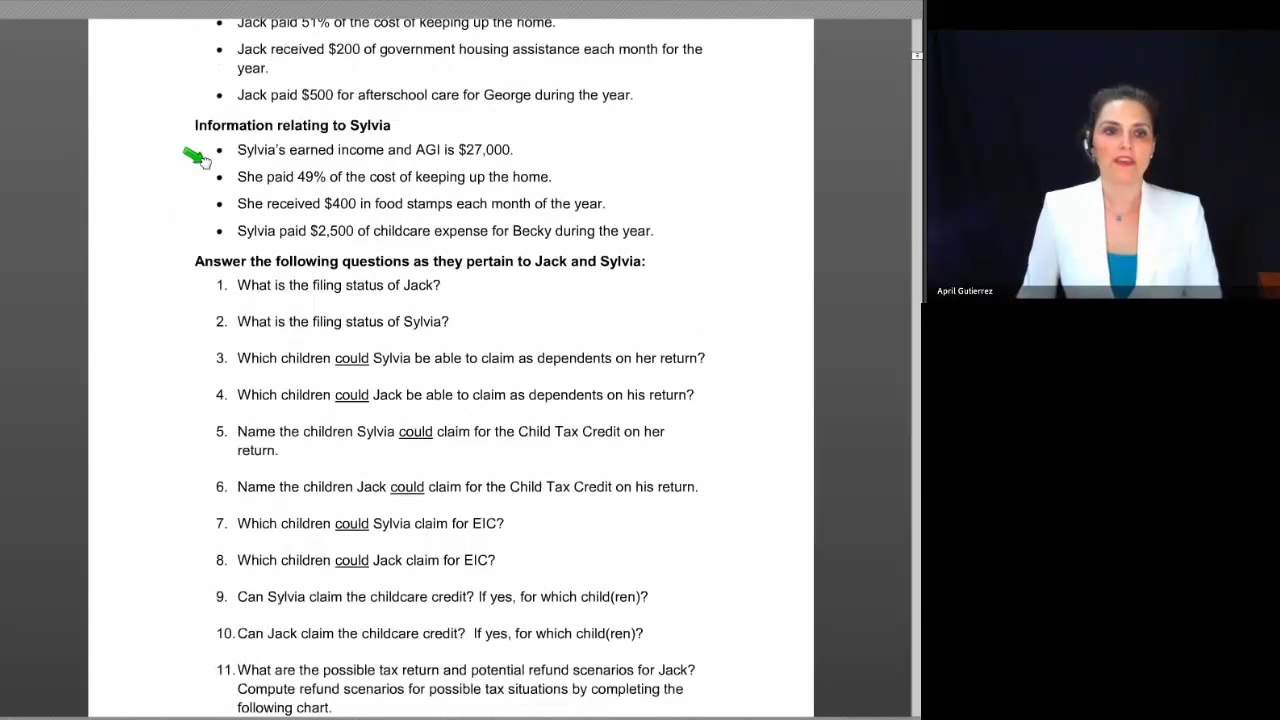 Jack paid 51% of the cost of keeping up the home.
Jack received $200 of government housing assistance each month for the
year.
Jack paid $500 for afterschool care for George during the year.
Information relating to Sylvia
Sylvia's earned income and AGI is $27,000.
She paid 49% of the cost of keeping up the home.
She received $400 in food stamps each month of the year.
Sylvia paid $2,500 of childcare expense for Becky during the year.
Answer the following questions as they pertain to Jack and Sylvia:
1. What is the filing status of Jack?
2. What is the filing status of Sylvia?
3. Which children could Sylvia be able to claim as dependents on her return?
4. Which children could Jack be able to claim as dependents on his return?
5. Name the children Sylvia could claim for the Child Tax Credit on her
return.
6. Name the children Jack could claim for the Child Tax Credit on his return.
7. Which children could Sylvia claim for EIC?
8. Which children could Jack claim for EIC?
9. Can Sylvia claim the childcare credit? If yes, for which child(ren)?
10. Can Jack claim the childcare credit? If yes, for which child(ren)?
11. What are the possible tax return and potential refund scenarios for Jack?
Compute refund scenarios for possible tax situations by completing the
following chart.
April Gutierrez